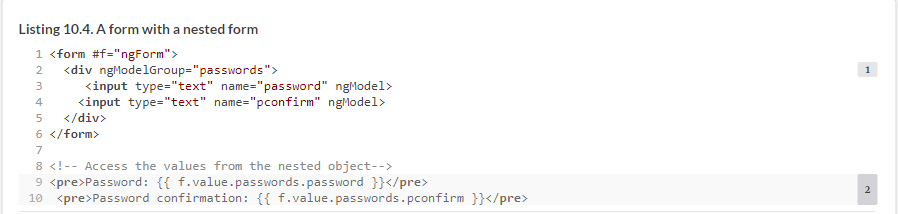 Listing 10.4. A form with a nested form
1 <form #f="ngForm">
2   <div ngModelGroup="passwords"> 1
3      <input type="text" name="password" ngModel>
4     <input type="text" name="pconfirm" ngModel>
5   </div>
6 </form>
7
8 <!-- Access the values from the nested object-->
9 <pre>Password: {{ f.value.passwords.password }}</pre> 2
10  <pre>Password confirmation: {{ f.value.passwords.pconfirm }}</pre>